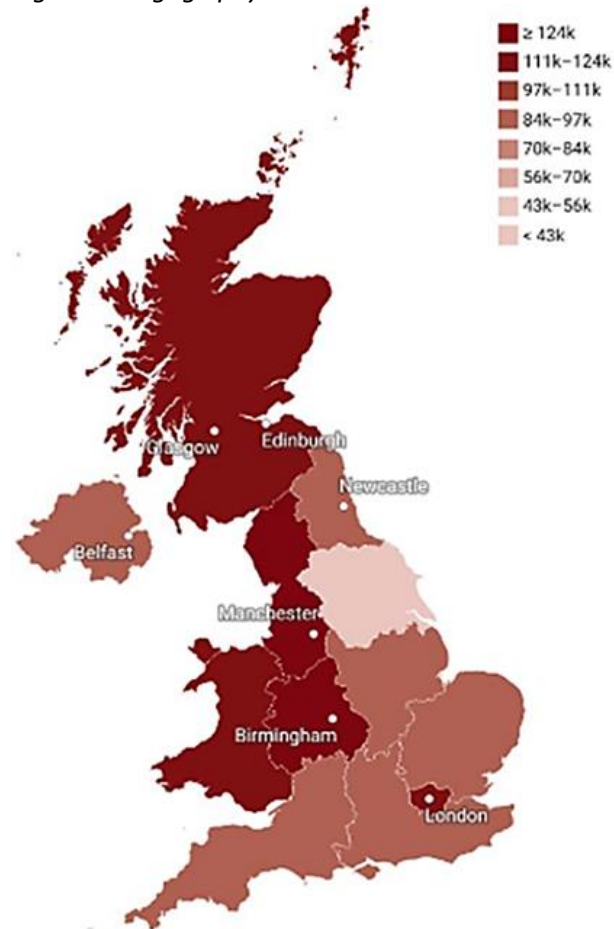 ≥ 124k
111k–124k
97k–111k
84k–97k
70k–84k
56k–70k
43k–56k
< 43k
Glasgow
Edinburgh
Newcastle
Belfast
Manchester
Birmingham
London